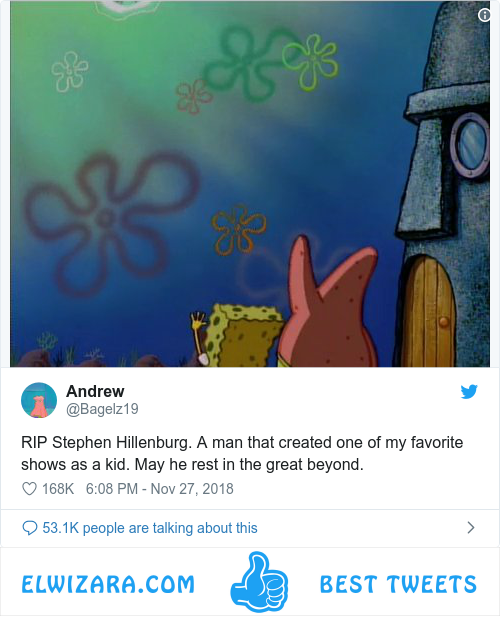 Andrew
@Bagelz19
RIP Stephen Hillenburg. A man that created one of my favorite
shows as a kid. May he rest in the great beyond.
168K 6:08 PM - Nov 27, 2018
53.1K people are talking about this
ELWIZARA.COM BEST TWEETS